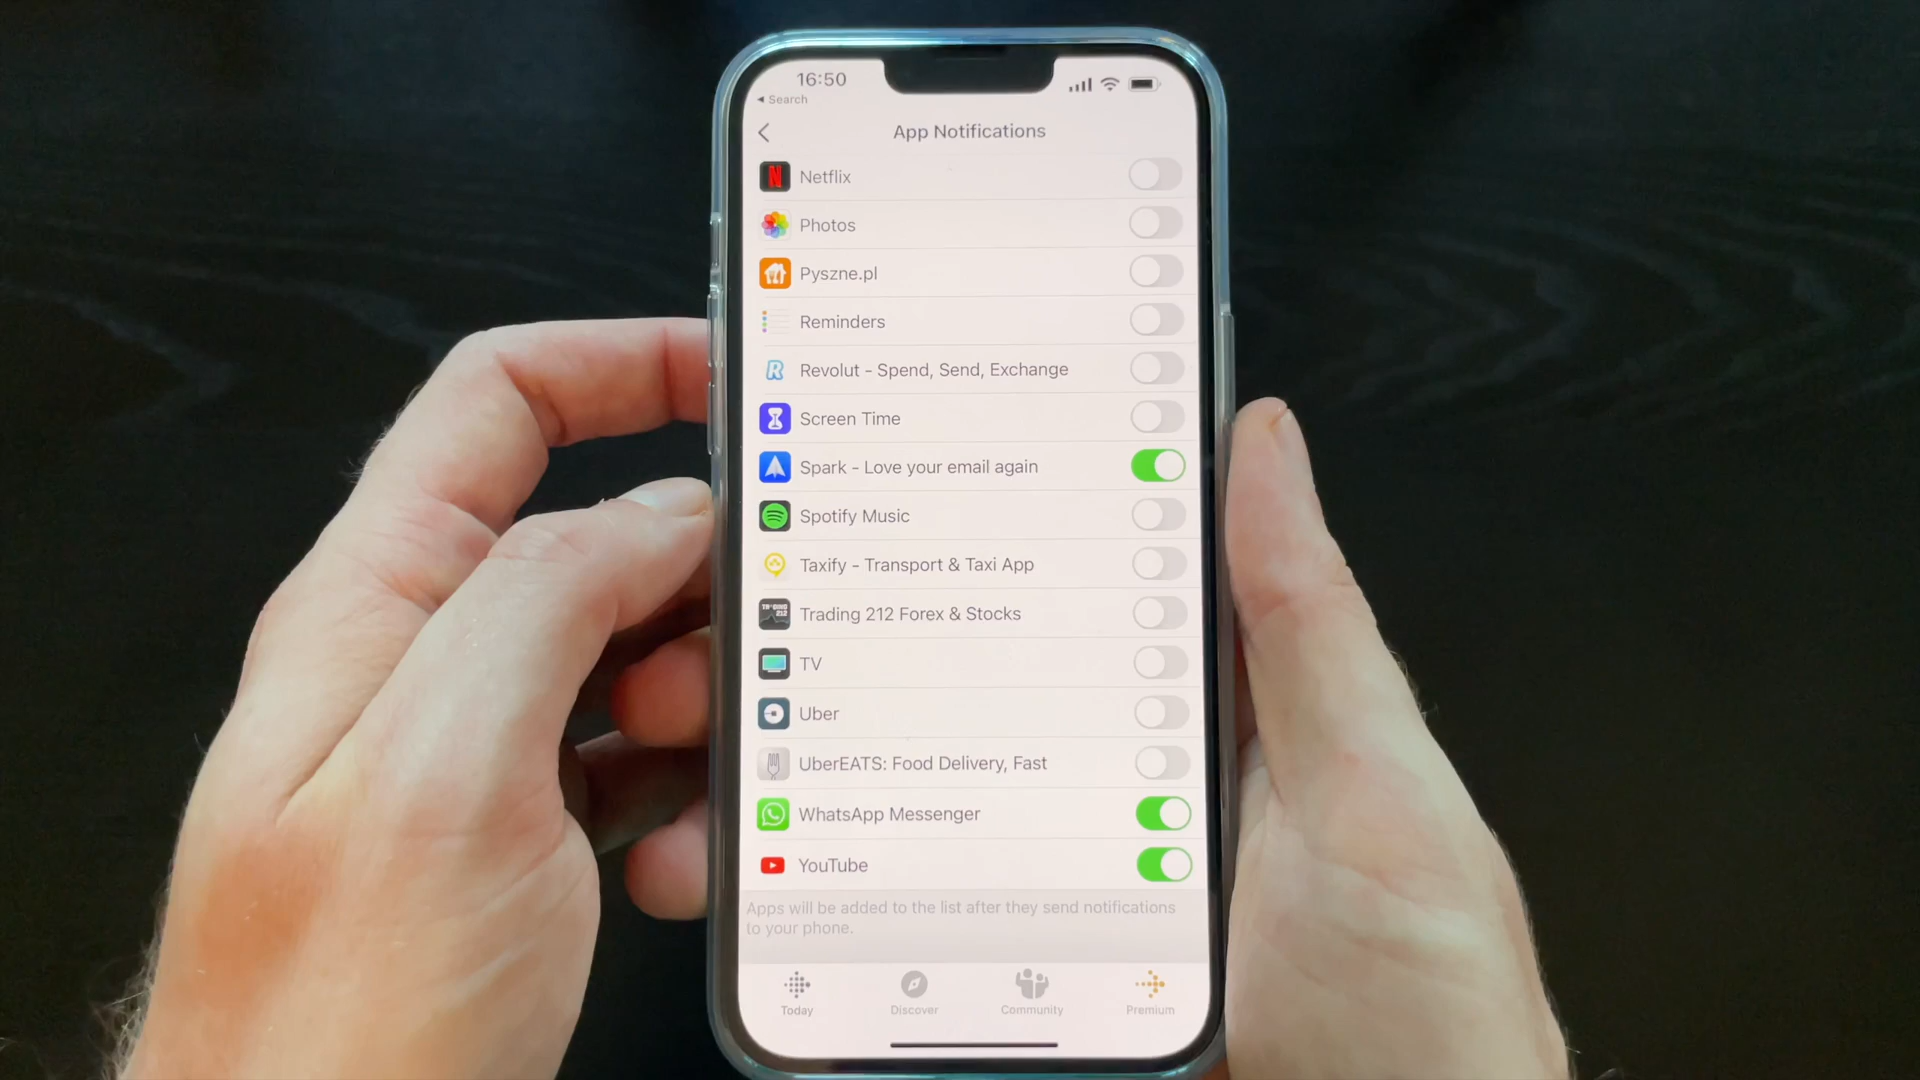 16:50
◄ Search
App Notifications
Netflix
Photos
Pyszne.pl
Reminders
Revolut - Spend, Send, Exchange
Screen Time
Spark - Love your email again
Spotify Music
Taxify - Transport & Taxi App
TRADING 212
Trading 212 Forex & Stocks
TV
Uber
UberEATS: Food Delivery, Fast
WhatsApp Messenger
YouTube
Apps will be added to the list after they send notifications
to your phone.
Today
Discover
Community
Premium